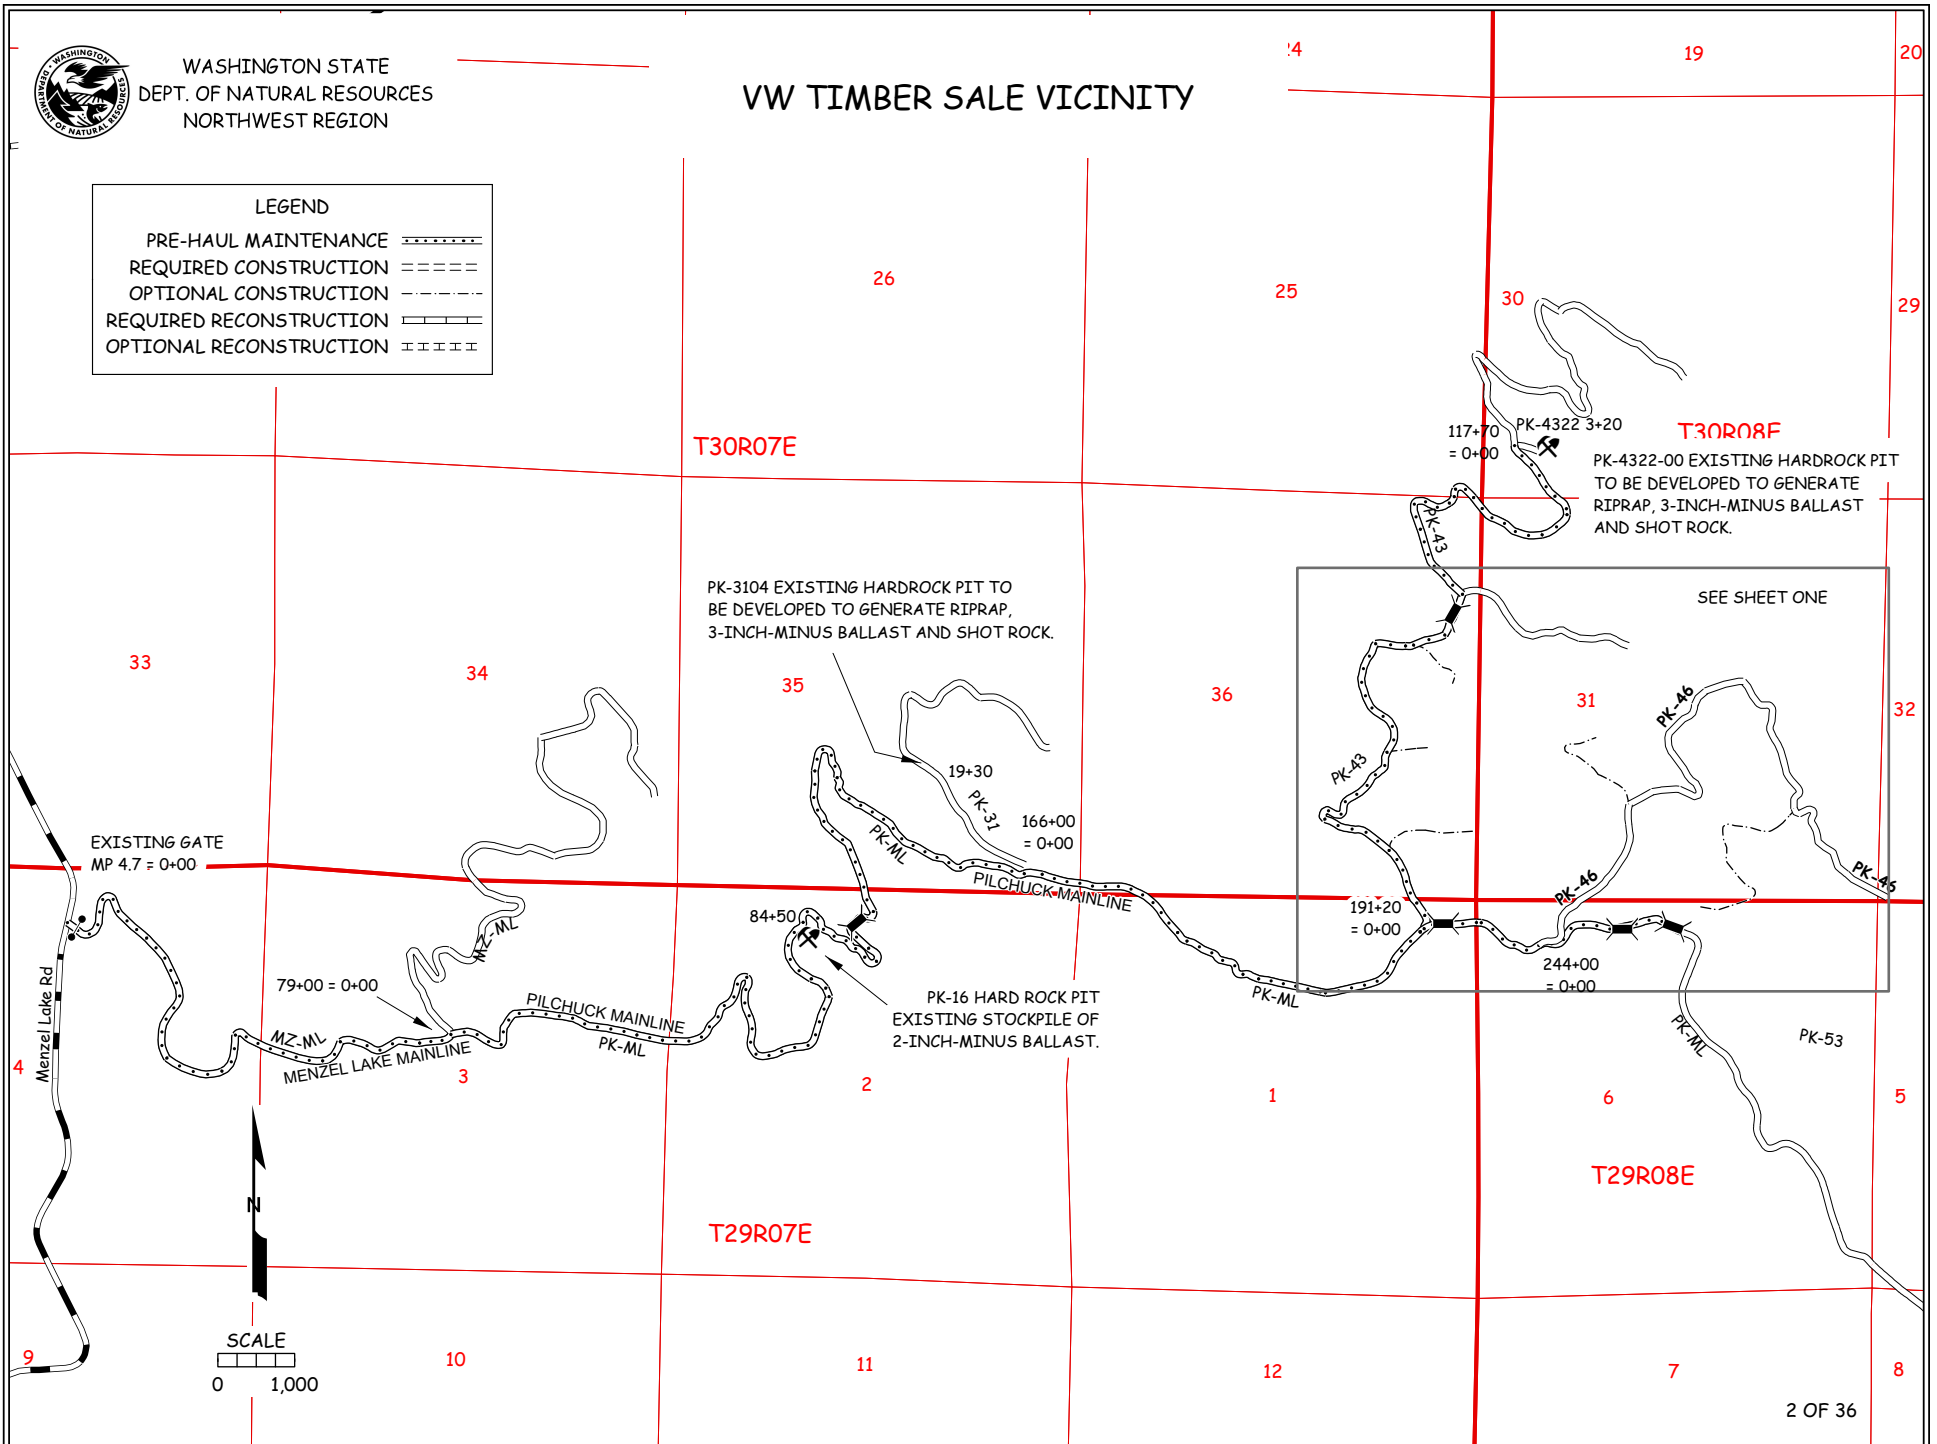 WASHINGTON STATE
DEPT. OF NATURAL RESOURCES
NORTHWEST REGION
WASHINGTON
DEPARTMENT OF NATURAL RESOURCES
VW TIMBER SALE VICINITY
24
19
20
LEGEND
PRE-HAUL MAINTENANCE
REQUIRED CONSTRUCTION
OPTIONAL CONSTRUCTION
REQUIRED RECONSTRUCTION
OPTIONAL RECONSTRUCTION
26
25
30
29
T30R07E
T30R08E
117+70
= 0+00
PK-4322 3+20
PK-4322-00 EXISTING HARDROCK PIT
TO BE DEVELOPED TO GENERATE
RIPRAP, 3-INCH-MINUS BALLAST
AND SHOT ROCK.
PK-43
PK-3104 EXISTING HARDROCK PIT TO
BE DEVELOPED TO GENERATE RIPRAP,
3-INCH-MINUS BALLAST AND SHOT ROCK.
SEE SHEET ONE
33
34
35
36
31
32
PK-46
PK-43
19+30
PK-31
166+00
= 0+00
PK-ML
PILCHUCK MAINLINE
EXISTING GATE
MP 4.7 = 0+00
PK-46
PK-46
191+20
= 0+00
84+50
MZ-ML
244+00
= 0+00
79+00 = 0+00
PK-16 HARD ROCK PIT
EXISTING STOCKPILE OF
2-INCH-MINUS BALLAST.
PILCHUCK MAINLINE
PK-ML
PK-ML
PK-ML
PK-53
Menzel Lake Rd
MZ-ML
MENZEL LAKE MAINLINE
4
3
2
1
6
5
T29R08E
T29R07E
N
SCALE
0 1,000
9
10
11
12
7
8
2 OF 36